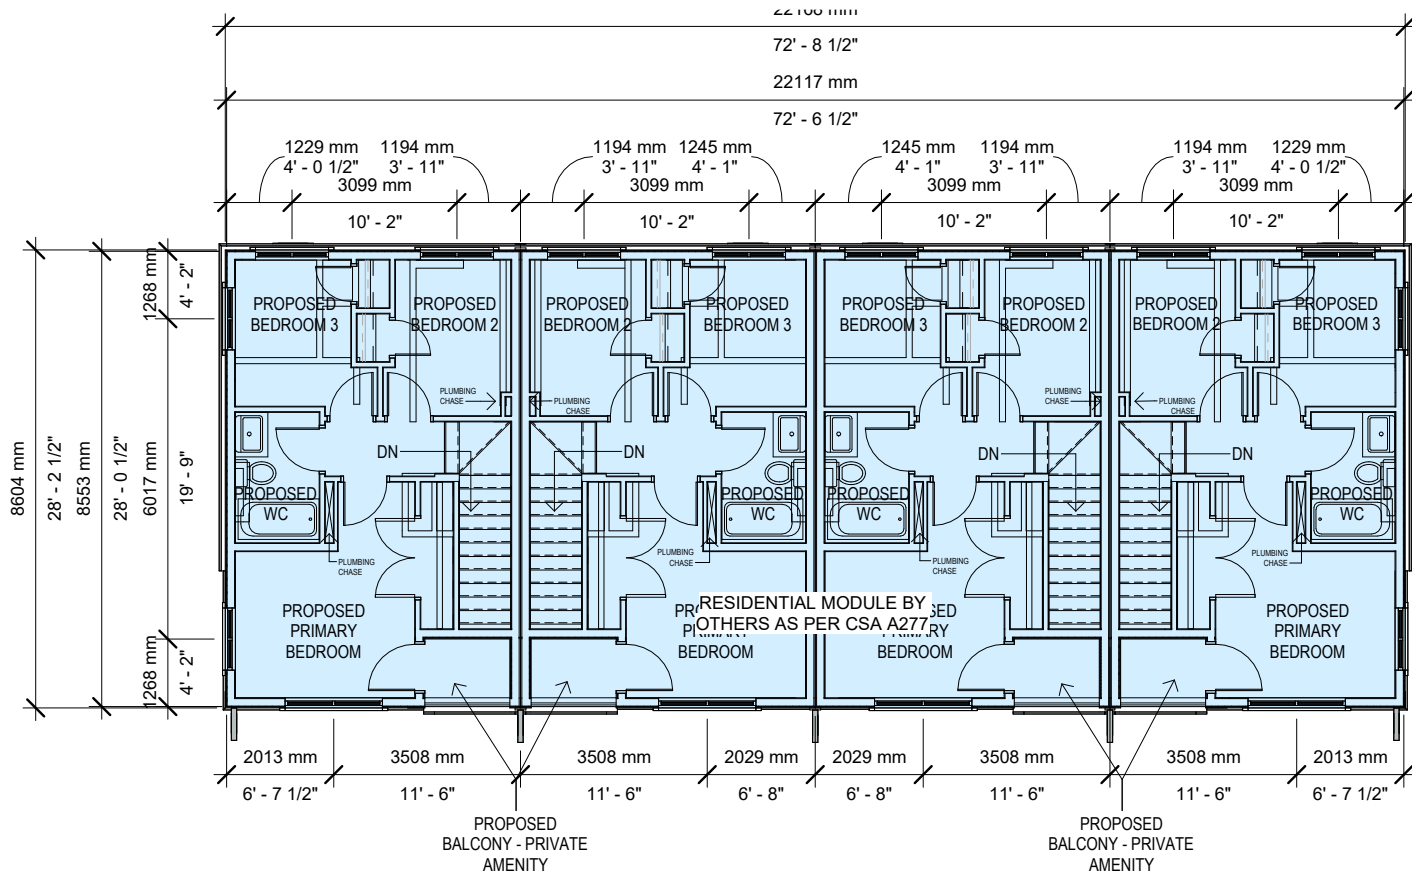 22168 mm
72' - 8 1/2"
22117 mm
72' - 6 1/2"
1229 mm 1194 mm 1194 mm 1245 mm 1245 mm 1194 mm 1194 mm 1229 mm
4' - 0 1/2" 3' - 11" 3' - 11" 4' - 1" 4' - 1" 3' - 11" 3' - 11" 4' - 0 1/2"
3099 mm 3099 mm 3099 mm 3099 mm
10' - 2" 10' - 2" 10' - 2" 10' - 2"
8604 mm
28' - 2 1/2"
8553 mm
28' - 0 1/2"
1268 mm
4' - 2"
6017 mm
19' - 9"
1268 mm
4' - 2"
PROPOSED
BEDROOM 3
PROPOSED
BEDROOM 2
PROPOSED
BEDROOM 2
PROPOSED
BEDROOM 3
PROPOSED
BEDROOM 3
PROPOSED
BEDROOM 2
PROPOSED
BEDROOM 2
PROPOSED
BEDROOM 3
PLUMBING
CHASE
PLUMBING
CHASE
PLUMBING
CHASE
PLUMBING
CHASE
DN
DN
DN
DN
PROPOSED
WC
PROPOSED
WC
PROPOSED
WC
PROPOSED
WC
PLUMBING
CHASE
PLUMBING
CHASE
PLUMBING
CHASE
PLUMBING
CHASE
PROPOSED
PRIMARY
BEDROOM
RESIDENTIAL MODULE BY
OTHERS AS PER CSA A277
PRIMARY
BEDROOM
PRIMARY
BEDROOM
PROPOSED
PRIMARY
BEDROOM
2013 mm 3508 mm 3508 mm 2029 mm 2029 mm 3508 mm 3508 mm 2013 mm
6' - 7 1/2" 11' - 6" 11' - 6" 6' - 8" 6' - 8" 11' - 6" 11' - 6" 6' - 7 1/2"
PROPOSED
BALCONY - PRIVATE
AMENITY
PROPOSED
BALCONY - PRIVATE
AMENITY